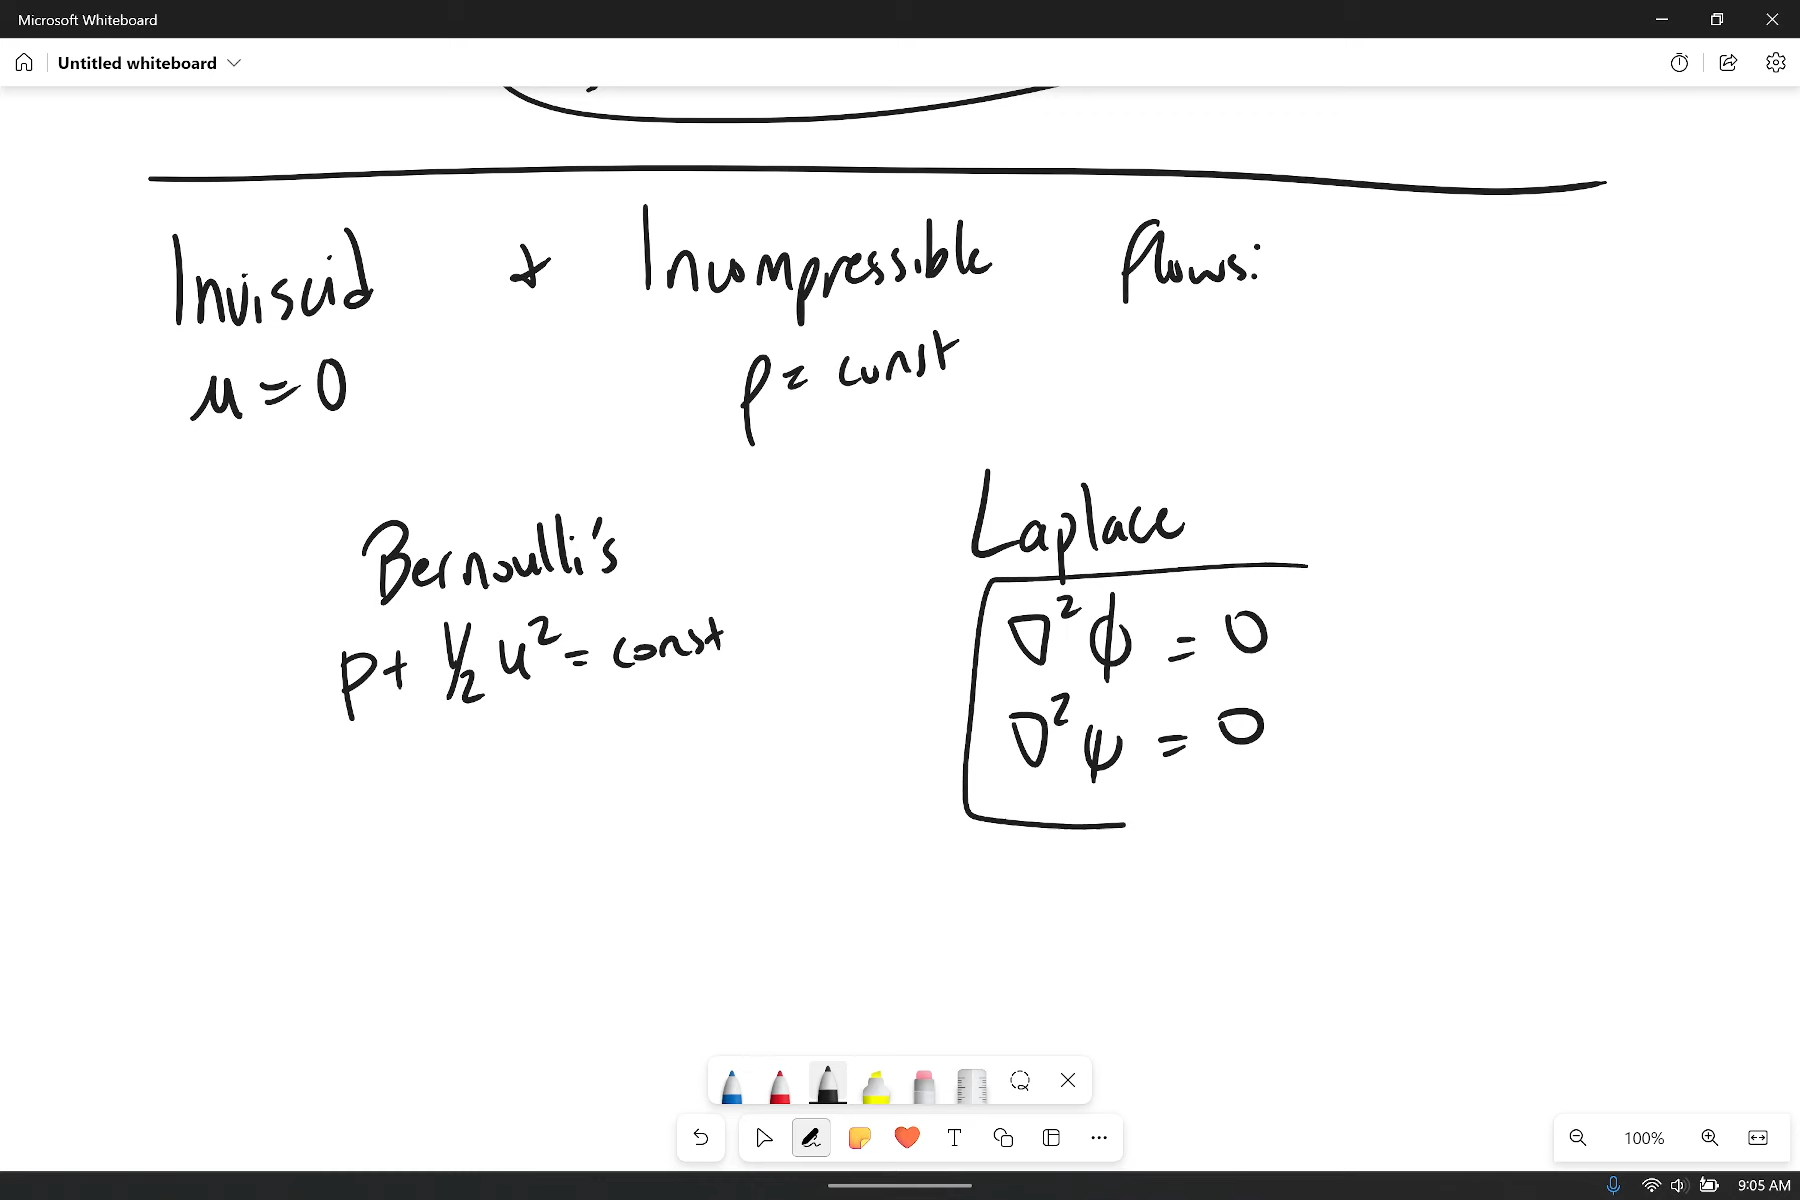 Microsoft Whiteboard
Untitled whiteboard
Inviscid + Incompressible flows:
μ = 0 ρ = const
Bernoulli's
p + 1/2 u² = const
Laplace
∇²ϕ = 0
∇²ψ = 0
100%
9:05 AM